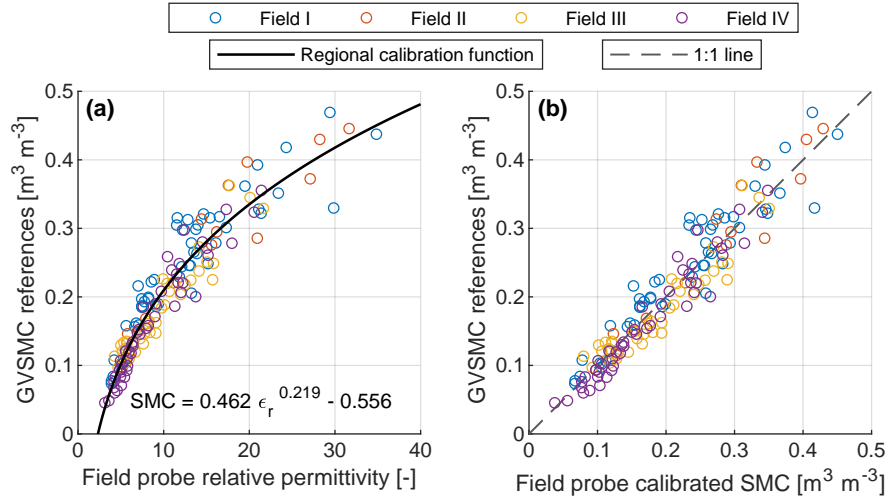 Field I Field II Field III Field IV
Regional calibration function 1:1 line
(a)
GVSMC references [m³ m⁻³]
0.5
0.4
0.3
0.2
0.1
0
SMC = 0.462 ϵᵣ ^0.219 - 0.556
0 10 20 30 40
Field probe relative permittivity [-]
(b)
GVSMC references [m³ m⁻³]
0.5
0.4
0.3
0.2
0.1
0
0 0.1 0.2 0.3 0.4 0.5
Field probe calibrated SMC [m³ m⁻³]